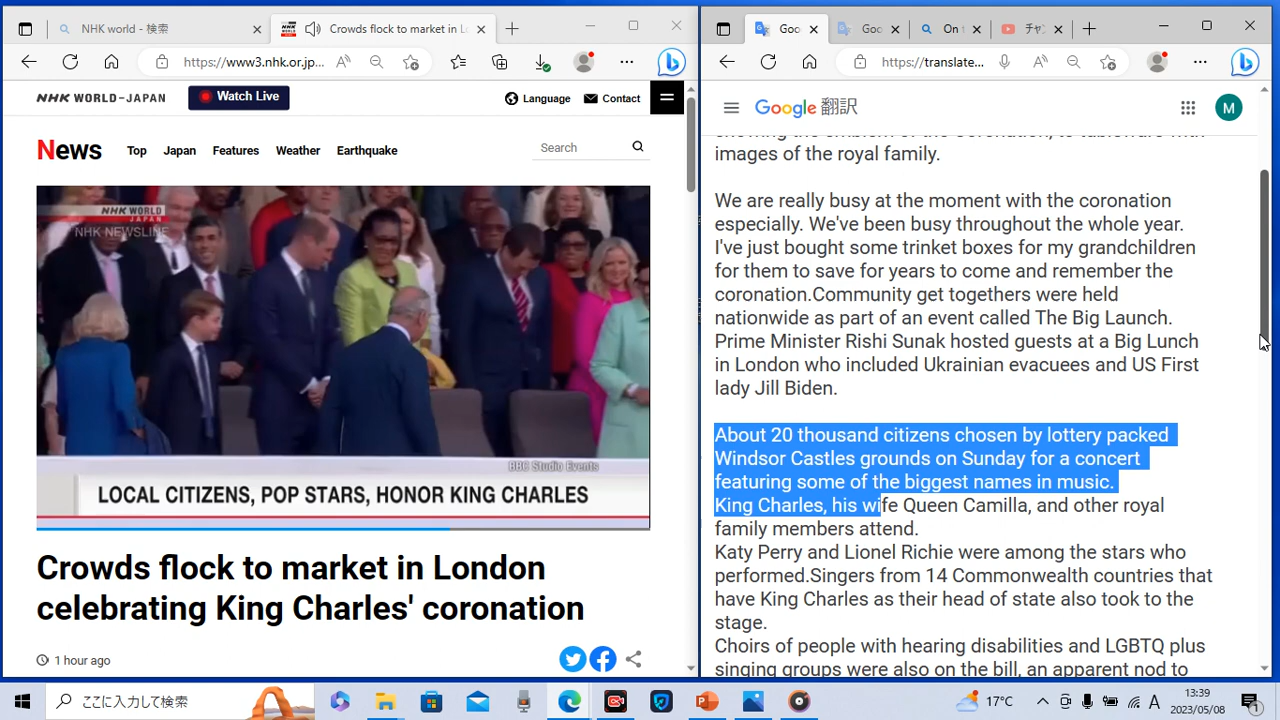 NHK world - 検索
Crowds flock to market in Lo
https://www3.nhk.or.jp...
NHK WORLD-JAPAN
Watch Live
Language
Contact
News
Top
Japan
Features
Weather
Earthquake
Search
NHK WORLD
JAPAN
NHK NEWSLINE
BBC Studio Events
LOCAL CITIZENS, POP STARS, HONOR KING CHARLES
Crowds flock to market in London
celebrating King Charles' coronation
1 hour ago
Goo
Goo
On t
チャン
https://translate...
Google 翻訳
M
images of the royal family.
We are really busy at the moment with the coronation
especially. We've been busy throughout the whole year.
I've just bought some trinket boxes for my grandchildren
for them to save for years to come and remember the
coronation.Community get togethers were held
nationwide as part of an event called The Big Launch.
Prime Minister Rishi Sunak hosted guests at a Big Lunch
in London who included Ukrainian evacuees and US First
lady Jill Biden.
About 20 thousand citizens chosen by lottery packed
Windsor Castles grounds on Sunday for a concert
featuring some of the biggest names in music.
King Charles, his wife Queen Camilla, and other royal
family members attend.
Katy Perry and Lionel Richie were among the stars who
performed.Singers from 14 Commonwealth countries that
have King Charles as their head of state also took to the
stage.
Choirs of people with hearing disabilities and LGBTQ plus
singing groups were also on the bill, an apparent nod to
ここに入力して検索
17°C
A
13:39
2023/05/08